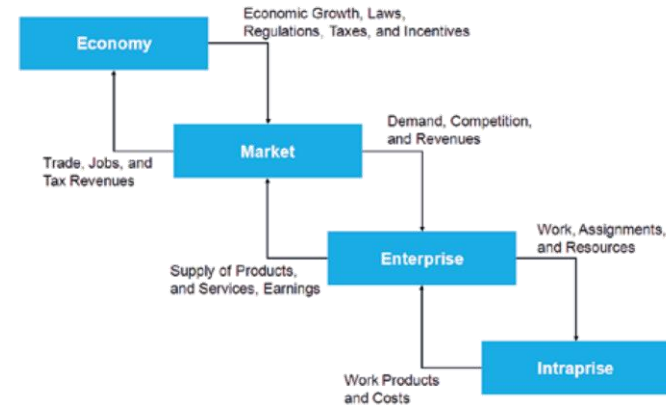 Economic Growth, Laws,
Regulations, Taxes, and Incentives
Economy
Demand, Competition,
and Revenues
Market
Trade, Jobs, and
Tax Revenues
Work, Assignments,
and Resources
Enterprise
Supply of Products,
and Services, Earnings
Intraprise
Work Products
and Costs